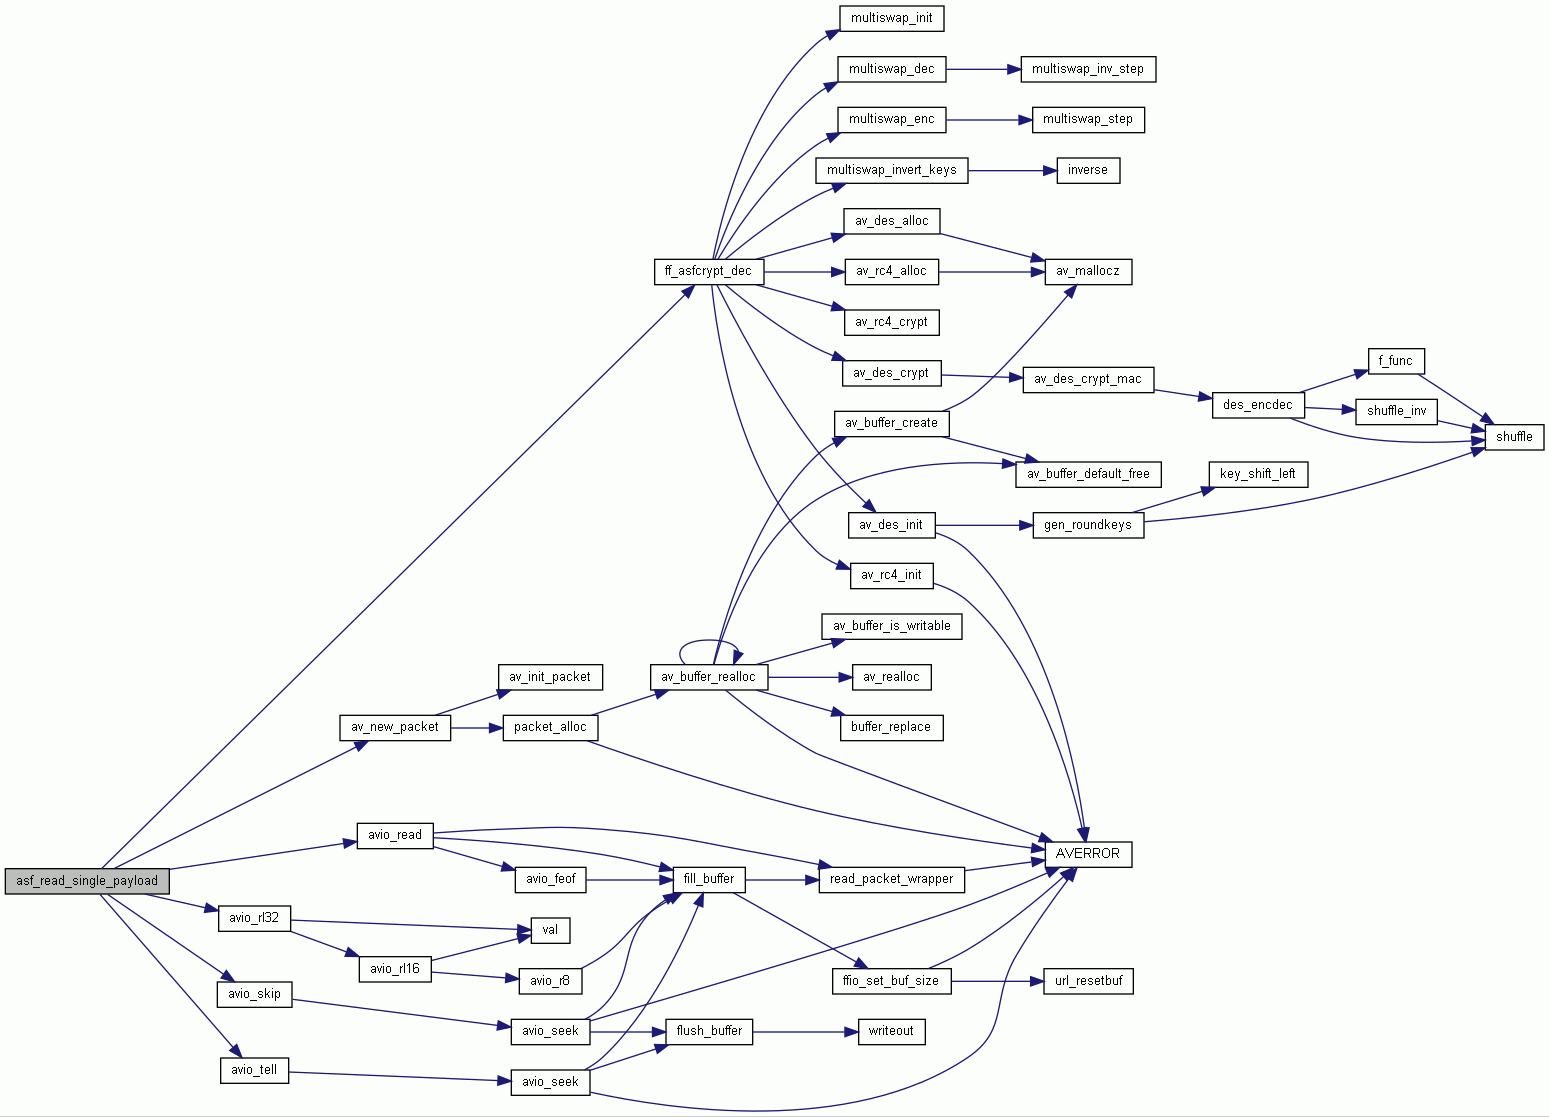 multiswap_init
multiswap_dec
multiswap_inv_step
multiswap_enc
multiswap_step
multiswap_invert_keys
inverse
av_des_alloc
ff_asfcrypt_dec
av_rc4_alloc
av_mallocz
av_rc4_crypt
f_func
av_des_crypt
av_des_crypt_mac
des_encdec
shuffle_inv
av_buffer_create
shuffle
av_buffer_default_free
key_shift_left
av_des_init
gen_roundkeys
av_rc4_init
av_buffer_is_writable
av_init_packet
av_buffer_realloc
av_realloc
av_new_packet
packet_alloc
buffer_replace
avio_read
AVERROR
asf_read_single_payload
avio_feof
fill_buffer
read_packet_wrapper
avio_rl32
val
avio_rl16
avio_r8
ffio_set_buf_size
url_resetbuf
avio_skip
avio_seek
flush_buffer
writeout
avio_tell
avio_seek